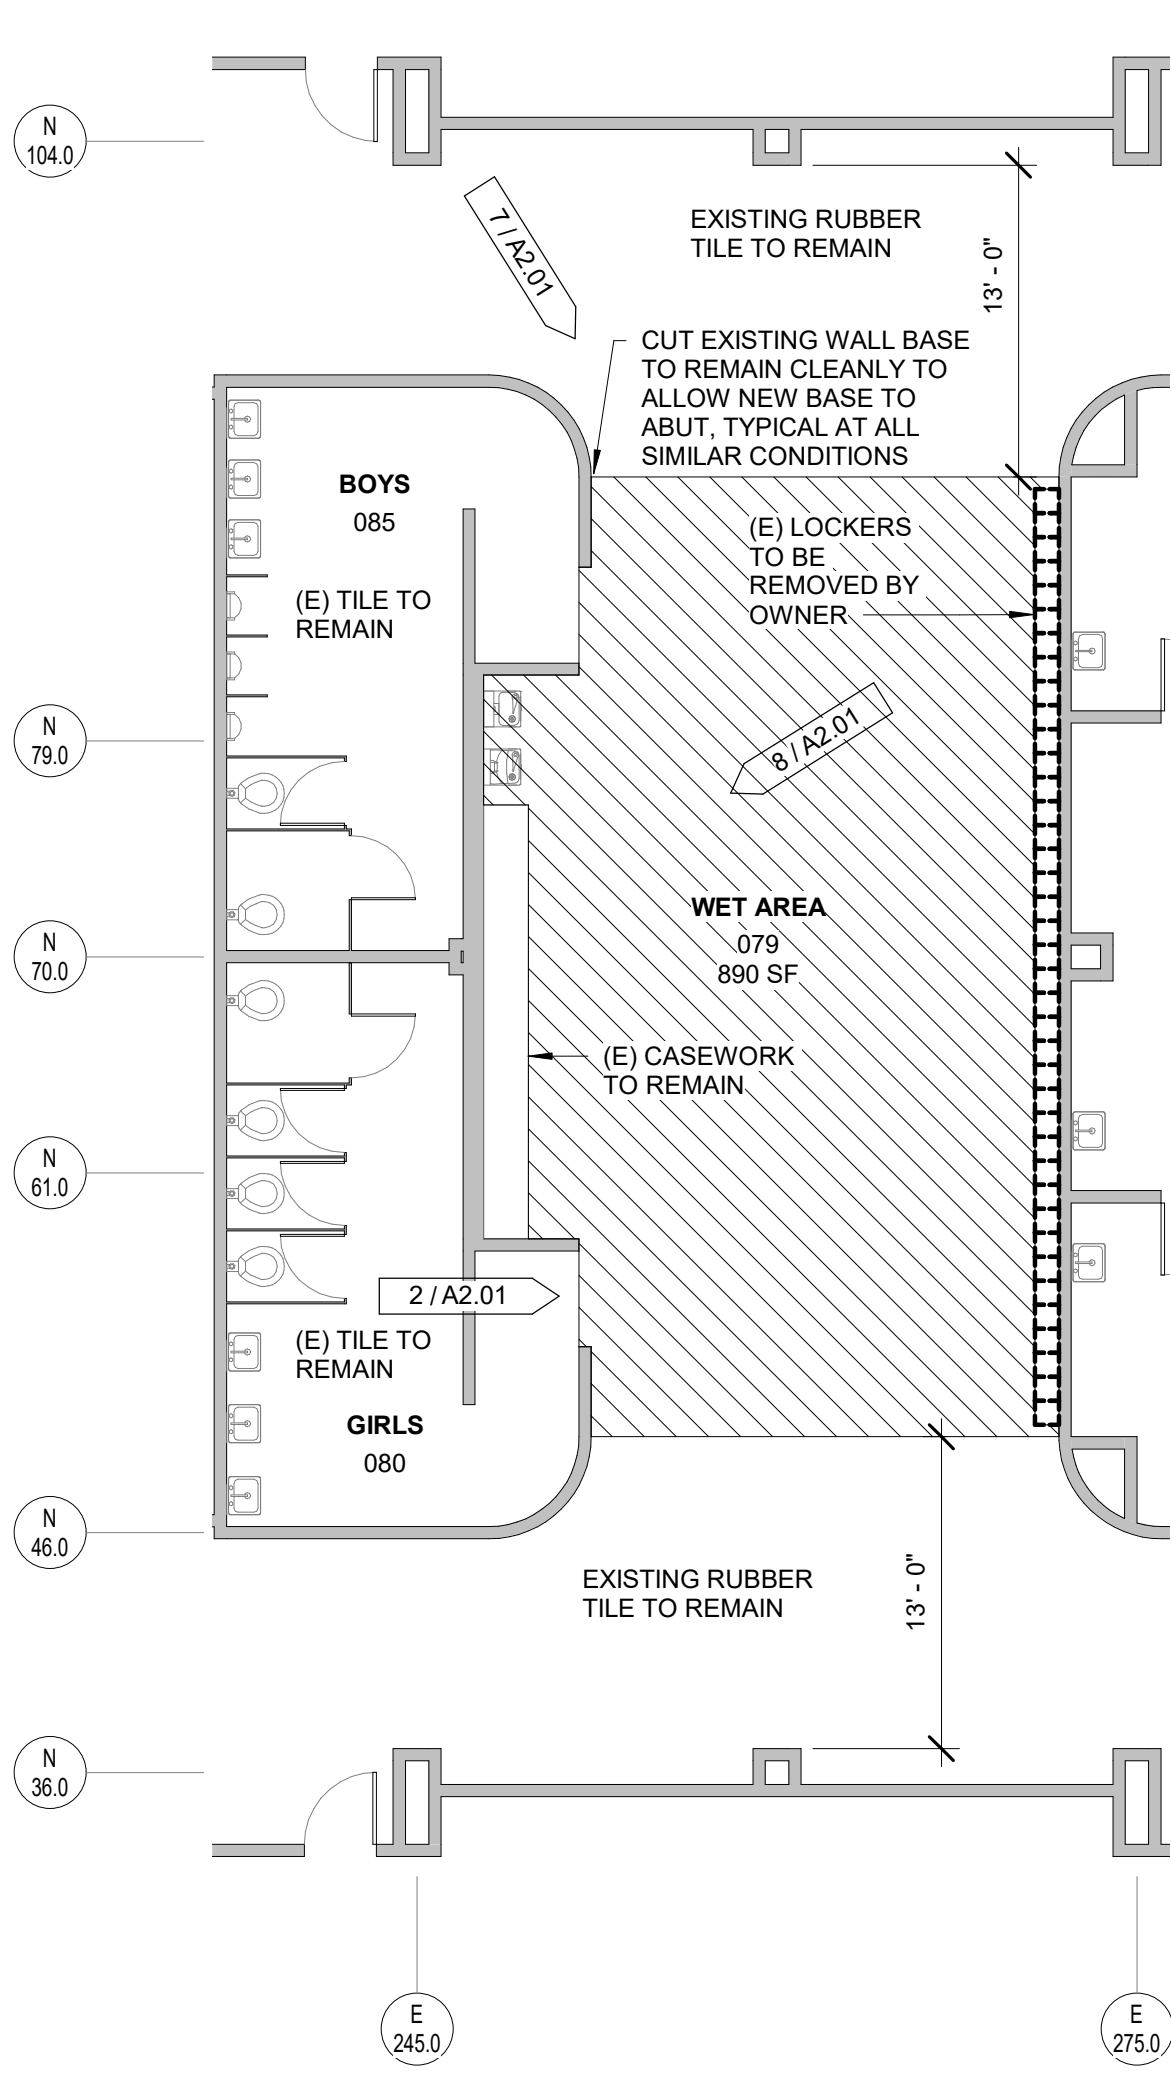 N
104.0
7 / A2.01
EXISTING RUBBER
TILE TO REMAIN
13' - 0"
CUT EXISTING WALL BASE
TO REMAIN CLEANLY TO
ALLOW NEW BASE TO
ABUT, TYPICAL AT ALL
SIMILAR CONDITIONS
BOYS
085
(E) TILE TO
REMAIN
(E) LOCKERS
TO BE
REMOVED BY
OWNER
N
79.0
8 / A2.01
WET AREA
079
890 SF
N
70.0
(E) CASEWORK
TO REMAIN
N
61.0
2 / A2.01
(E) TILE TO
REMAIN
GIRLS
080
N
46.0
EXISTING RUBBER
TILE TO REMAIN
13' - 0"
N
36.0
E
245.0
E
275.0